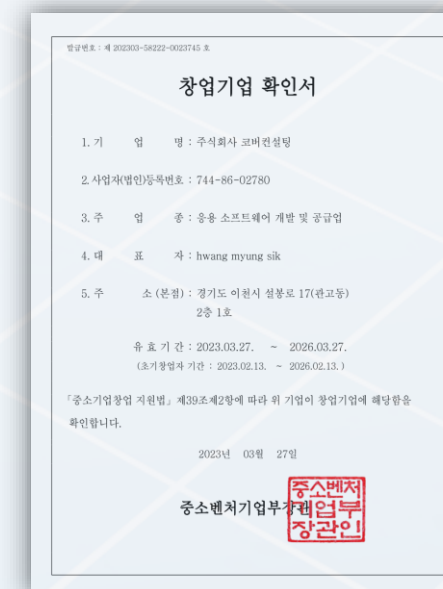 발급번호 : 제 202303-58222-0023745 호
창업기업 확인서
1. 기 업 명 : 주식회사 코버컨설팅
2. 사업자(법인)등록번호 : 744-86-02780
3. 주 업 종 : 응용 소프트웨어 개발 및 공급업
4. 대 표 자 : hwang myung sik
5. 주 소 (본점) : 경기도 이천시 설봉로 17(관고동)
2층 1호
유 효 기 간 : 2023.03.27. ~ 2026.03.27.
(초기창업자 기간 : 2023.02.13. ~ 2026.02.13. )
「중소기업창업 지원법」 제39조제2항에 따라 위 기업이 창업기업에 해당함을
확인합니다.
2023년 03월 27일
중소벤처기업부장관
중소벤처
기업부
장관인